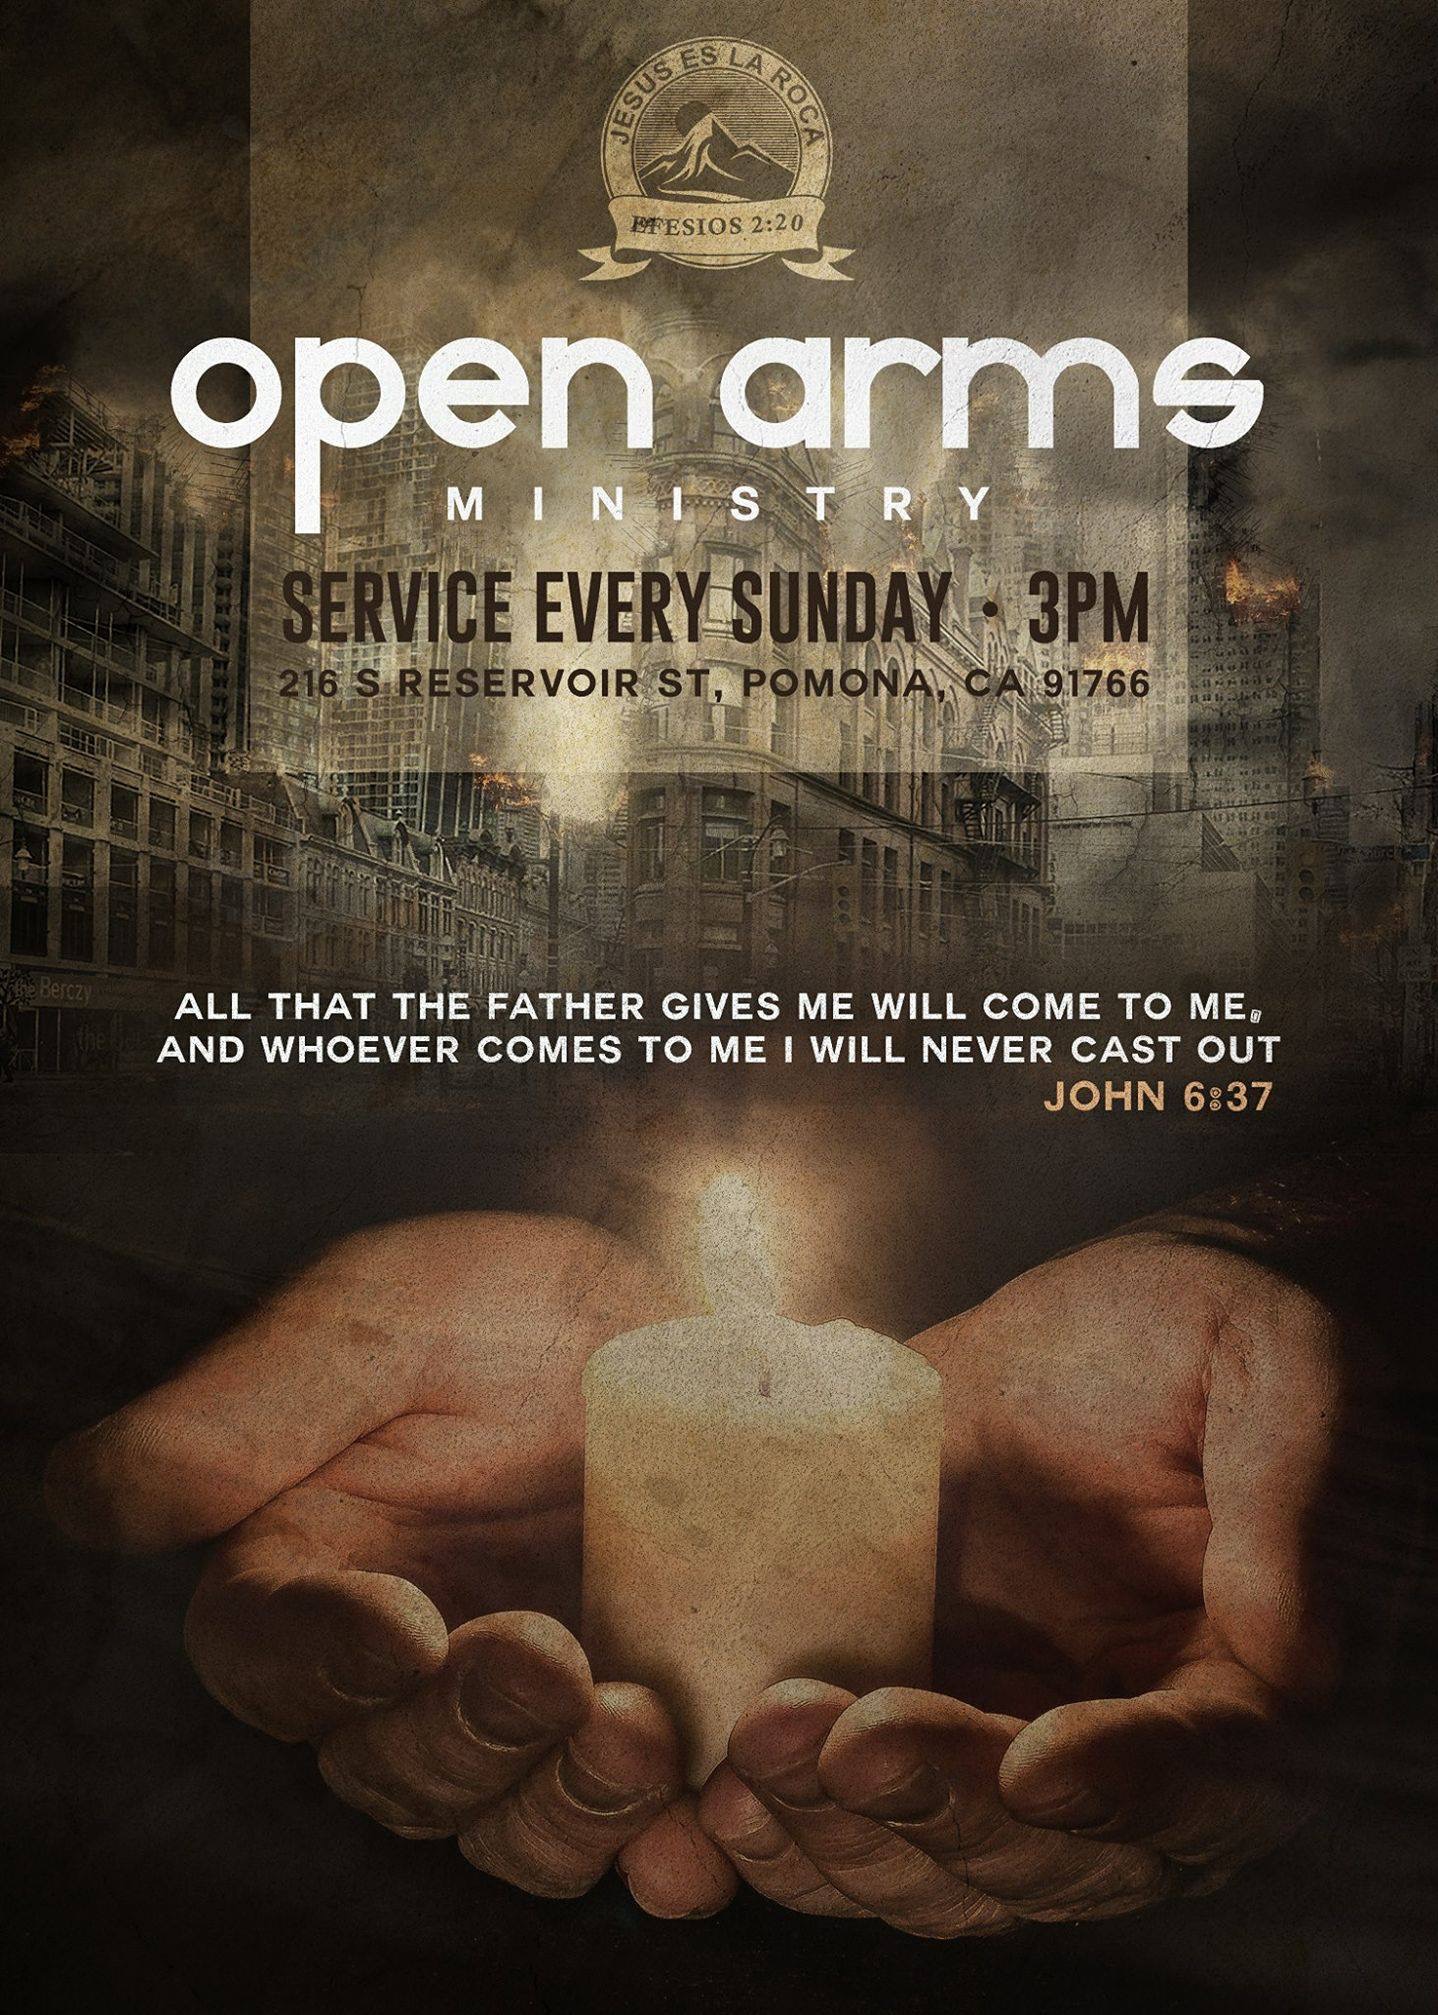 JESUS ES LA ROCA
EFESIOS 2:20
open arms
MINISTRY
SERVICE EVERY SUNDAY • 3PM
216 S RESERVOIR ST, POMONA, CA 91766
the Berczy
ALL THAT THE FATHER GIVES ME WILL COME TO ME,
AND WHOEVER COMES TO ME I WILL NEVER CAST OUT
JOHN 6:37